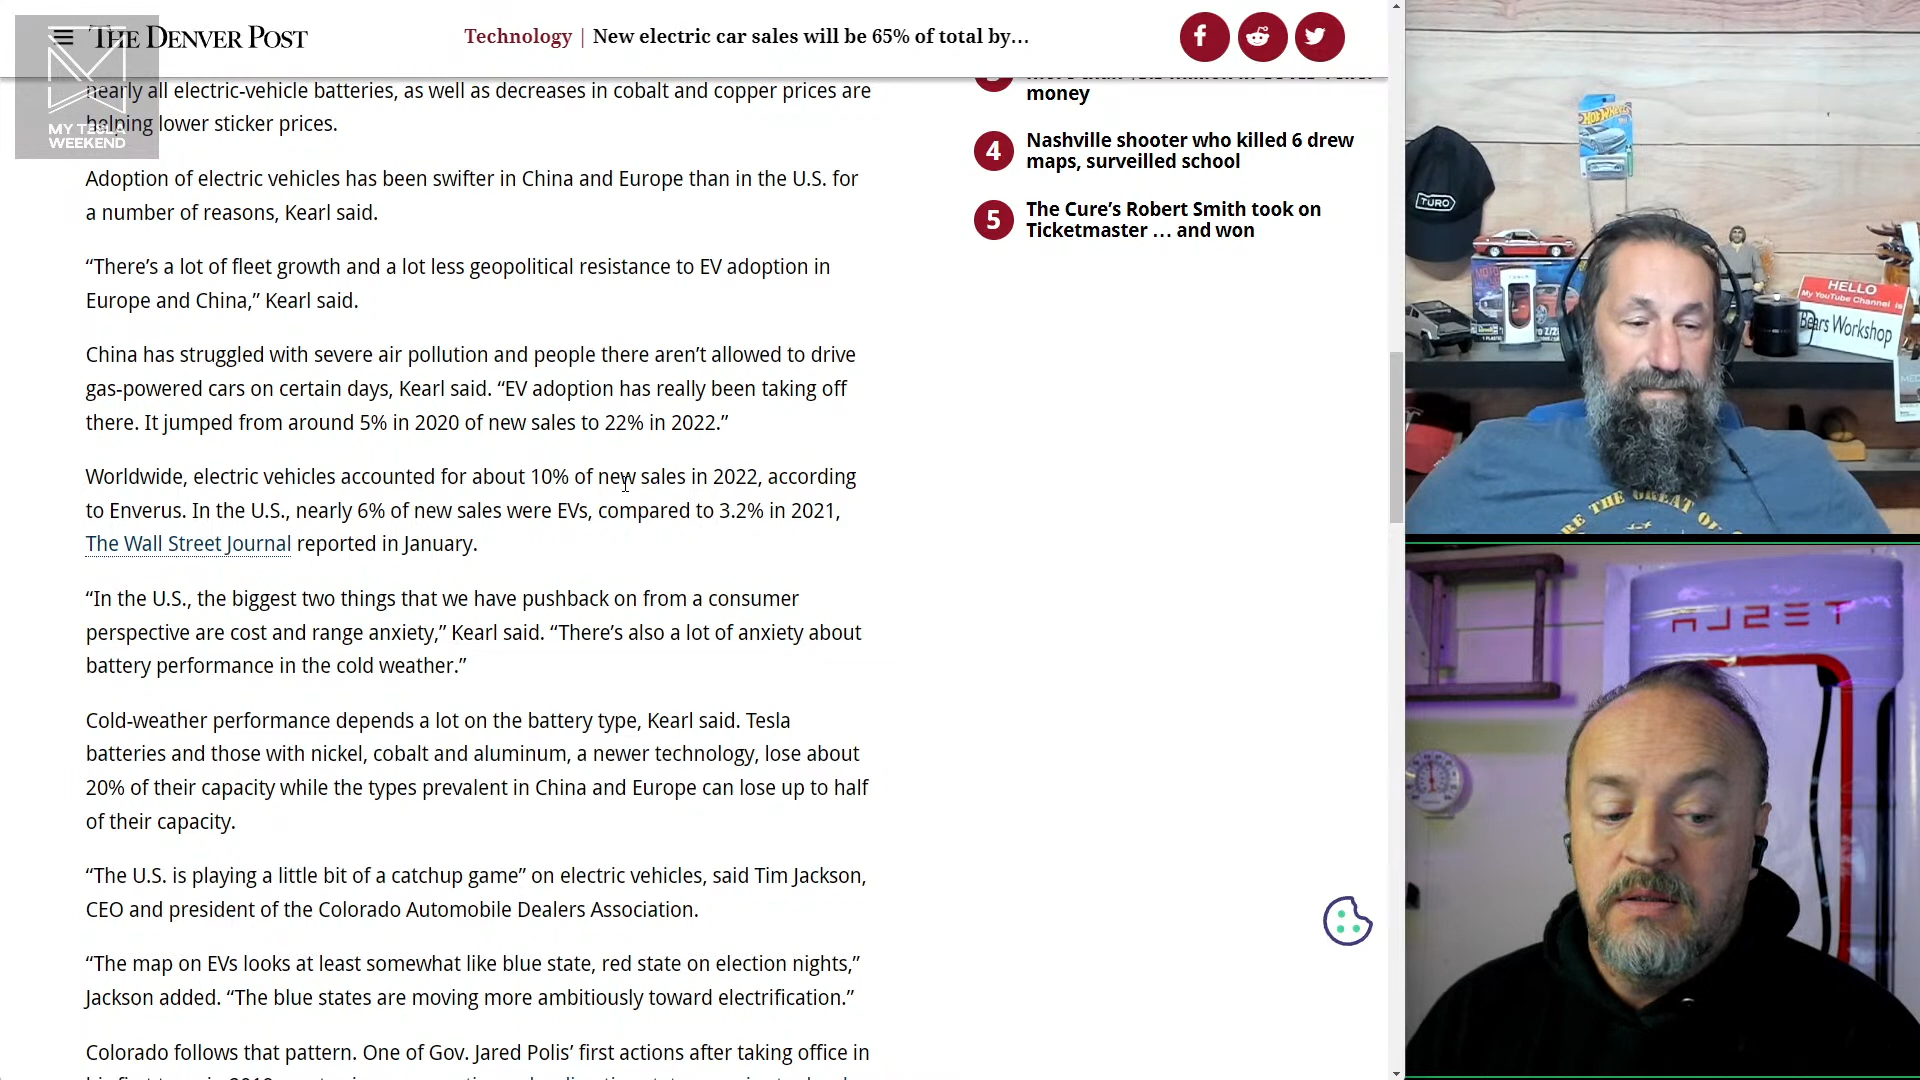 THE DENVER POST
Technology | New electric car sales will be 65% of total by…
MY TESLA
WEEKEND
nearly all electric-vehicle batteries, as well as decreases in cobalt and copper prices are
helping lower sticker prices.
Adoption of electric vehicles has been swifter in China and Europe than in the U.S. for
a number of reasons, Kearl said.
“There’s a lot of fleet growth and a lot less geopolitical resistance to EV adoption in
Europe and China,” Kearl said.
China has struggled with severe air pollution and people there aren’t allowed to drive
gas-powered cars on certain days, Kearl said. “EV adoption has really been taking off
there. It jumped from around 5% in 2020 of new sales to 22% in 2022.”
Worldwide, electric vehicles accounted for about 10% of new sales in 2022, according
to Enverus. In the U.S., nearly 6% of new sales were EVs, compared to 3.2% in 2021,
The Wall Street Journal reported in January.
“In the U.S., the biggest two things that we have pushback on from a consumer
perspective are cost and range anxiety,” Kearl said. “There’s also a lot of anxiety about
battery performance in the cold weather.”
Cold-weather performance depends a lot on the battery type, Kearl said. Tesla
batteries and those with nickel, cobalt and aluminum, a newer technology, lose about
20% of their capacity while the types prevalent in China and Europe can lose up to half
of their capacity.
“The U.S. is playing a little bit of a catchup game” on electric vehicles, said Tim Jackson,
CEO and president of the Colorado Automobile Dealers Association.
“The map on EVs looks at least somewhat like blue state, red state on election nights,”
Jackson added. “The blue states are moving more ambitiously toward electrification.”
Colorado follows that pattern. One of Gov. Jared Polis’ first actions after taking office in
money
4
Nashville shooter who killed 6 drew
maps, surveilled school
5
The Cure’s Robert Smith took on
Ticketmaster … and won
HOT WHEELS
TURO
HELLO
My YouTube Channel is
Bears Workshop
THE GREAT
TESLA